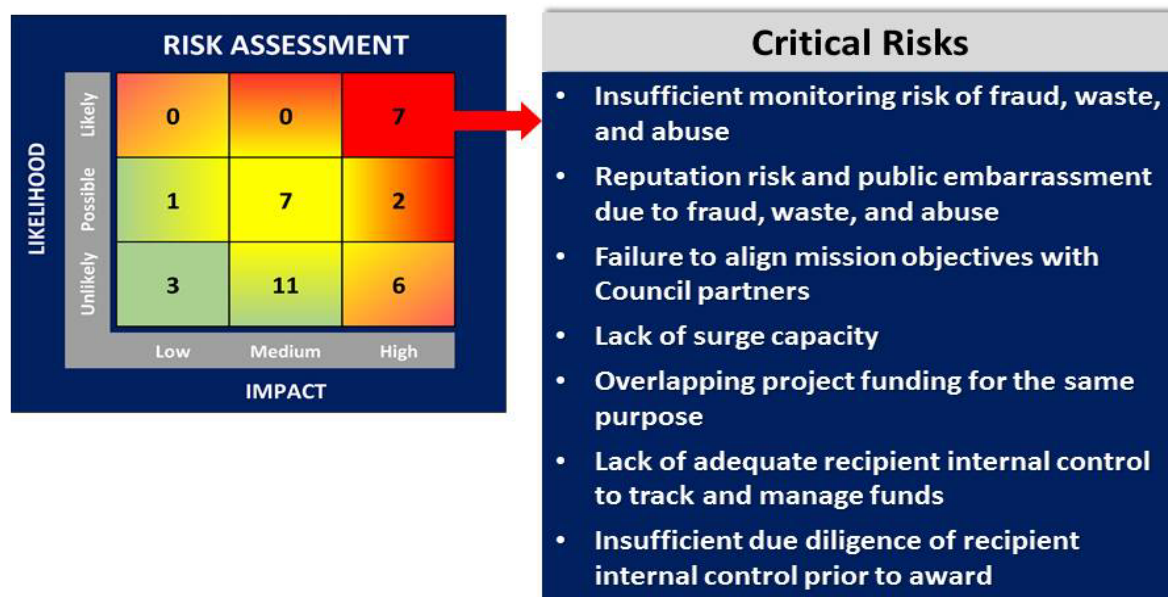 RISK ASSESSMENT
LIKELIHOOD
Likely
0 0 7
Possible
1 7 2
Unlikely
3 11 6
Low Medium High
IMPACT
Critical Risks
• Insufficient monitoring risk of fraud, waste,
and abuse
• Reputation risk and public embarrassment
due to fraud, waste, and abuse
• Failure to align mission objectives with
Council partners
• Lack of surge capacity
• Overlapping project funding for the same
purpose
• Lack of adequate recipient internal control
to track and manage funds
• Insufficient due diligence of recipient
internal control prior to award